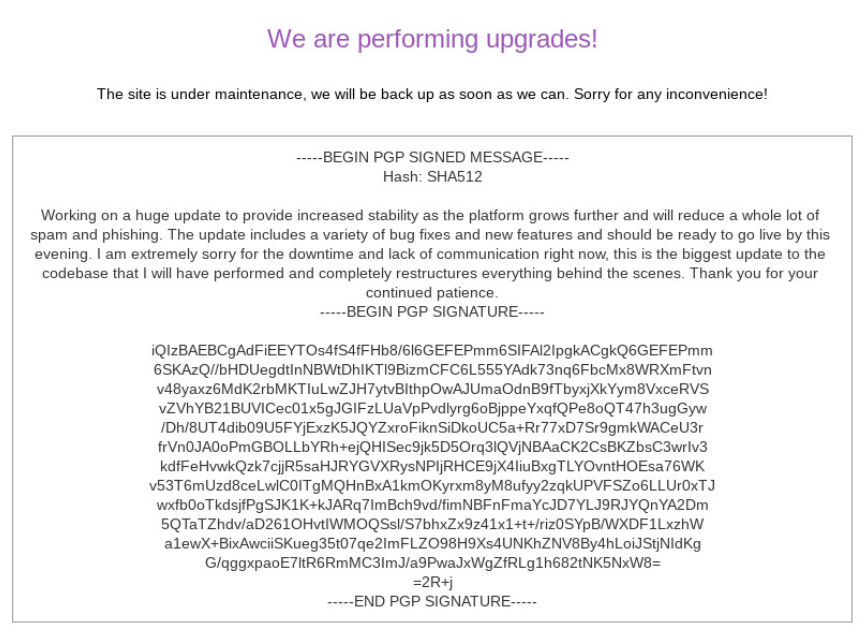 We are performing upgrades!
The site is under maintenance, we will be back up as soon as we can. Sorry for any inconvenience!
-----BEGIN PGP SIGNED MESSAGE-----
Hash: SHA512
Working on a huge update to provide increased stability as the platform grows further and will reduce a whole lot of
spam and phishing. The update includes a variety of bug fixes and new features and should be ready to go live by this
evening. I am extremely sorry for the downtime and lack of communication right now, this is the biggest update to the
codebase that I will have performed and completely restructures everything behind the scenes. Thank you for your
continued patience.
-----BEGIN PGP SIGNATURE-----
iQIzBAEBCgAdFiEEYTOs4fS4fFHb8/6l6GEFEPmm6SIFAl2IpgkACgkQ6GEFEPmm
6SKAzQ//bHDUegdtInNBWtDhIKTl9BizmCFC6L555YAdk73nq6FbcMx8WRXmFtvn
v48yaxz6MdK2rbMKTIuLwZJH7ytvBIthpOwAJUmaOdnB9fTbyxjXkYym8VxceRVS
vZVhYB21BUVICec01x5gJGIFzLUaVpPvdlyrg6oBjppeYxqfQPe8oQT47h3ugGyw
/Dh/8UT4dib09U5FYjExzK5JQYZxroFiknSiDkoUC5a+Rr77xD7Sr9gmkWACeU3r
frVn0JA0oPmGBOLLbYRh+ejQHISec9jk5D5Orq3lQVjNBAaCK2CsBKZbsC3wrIv3
kdfFeHvwkQzk7cjjR5saHJRYGVXRysNPIjRHCE9jX4IiuBxgTLYOvntHOEsa76WK
v53T6mUzd8ceLwlC0ITgMQHnBxA1kmOKyrxm8yM8ufyy2zqkUPVFSZo6LLUr0xTJ
wxfb0oTkdsjfPgSJK1K+kJARq7ImBch9vd/fimNBFnFmaYcJD7YLJ9RJYQnYA2Dm
5QTaTZhdv/aD261OHvtlWMOQSsl/S7bhxZx9z41x1+t+/riz0SYpB/WXDF1LxzhW
a1ewX+BixAwciiSKueg35t07qe2ImFLZO98H9Xs4UNKhZNV8By4hLoiJStjNldKg
G/qggxpaoE7ltR6RmMC3ImJ/a9PwaJxWgZfRLg1h682tNK5NxW8=
=2R+j
-----END PGP SIGNATURE-----